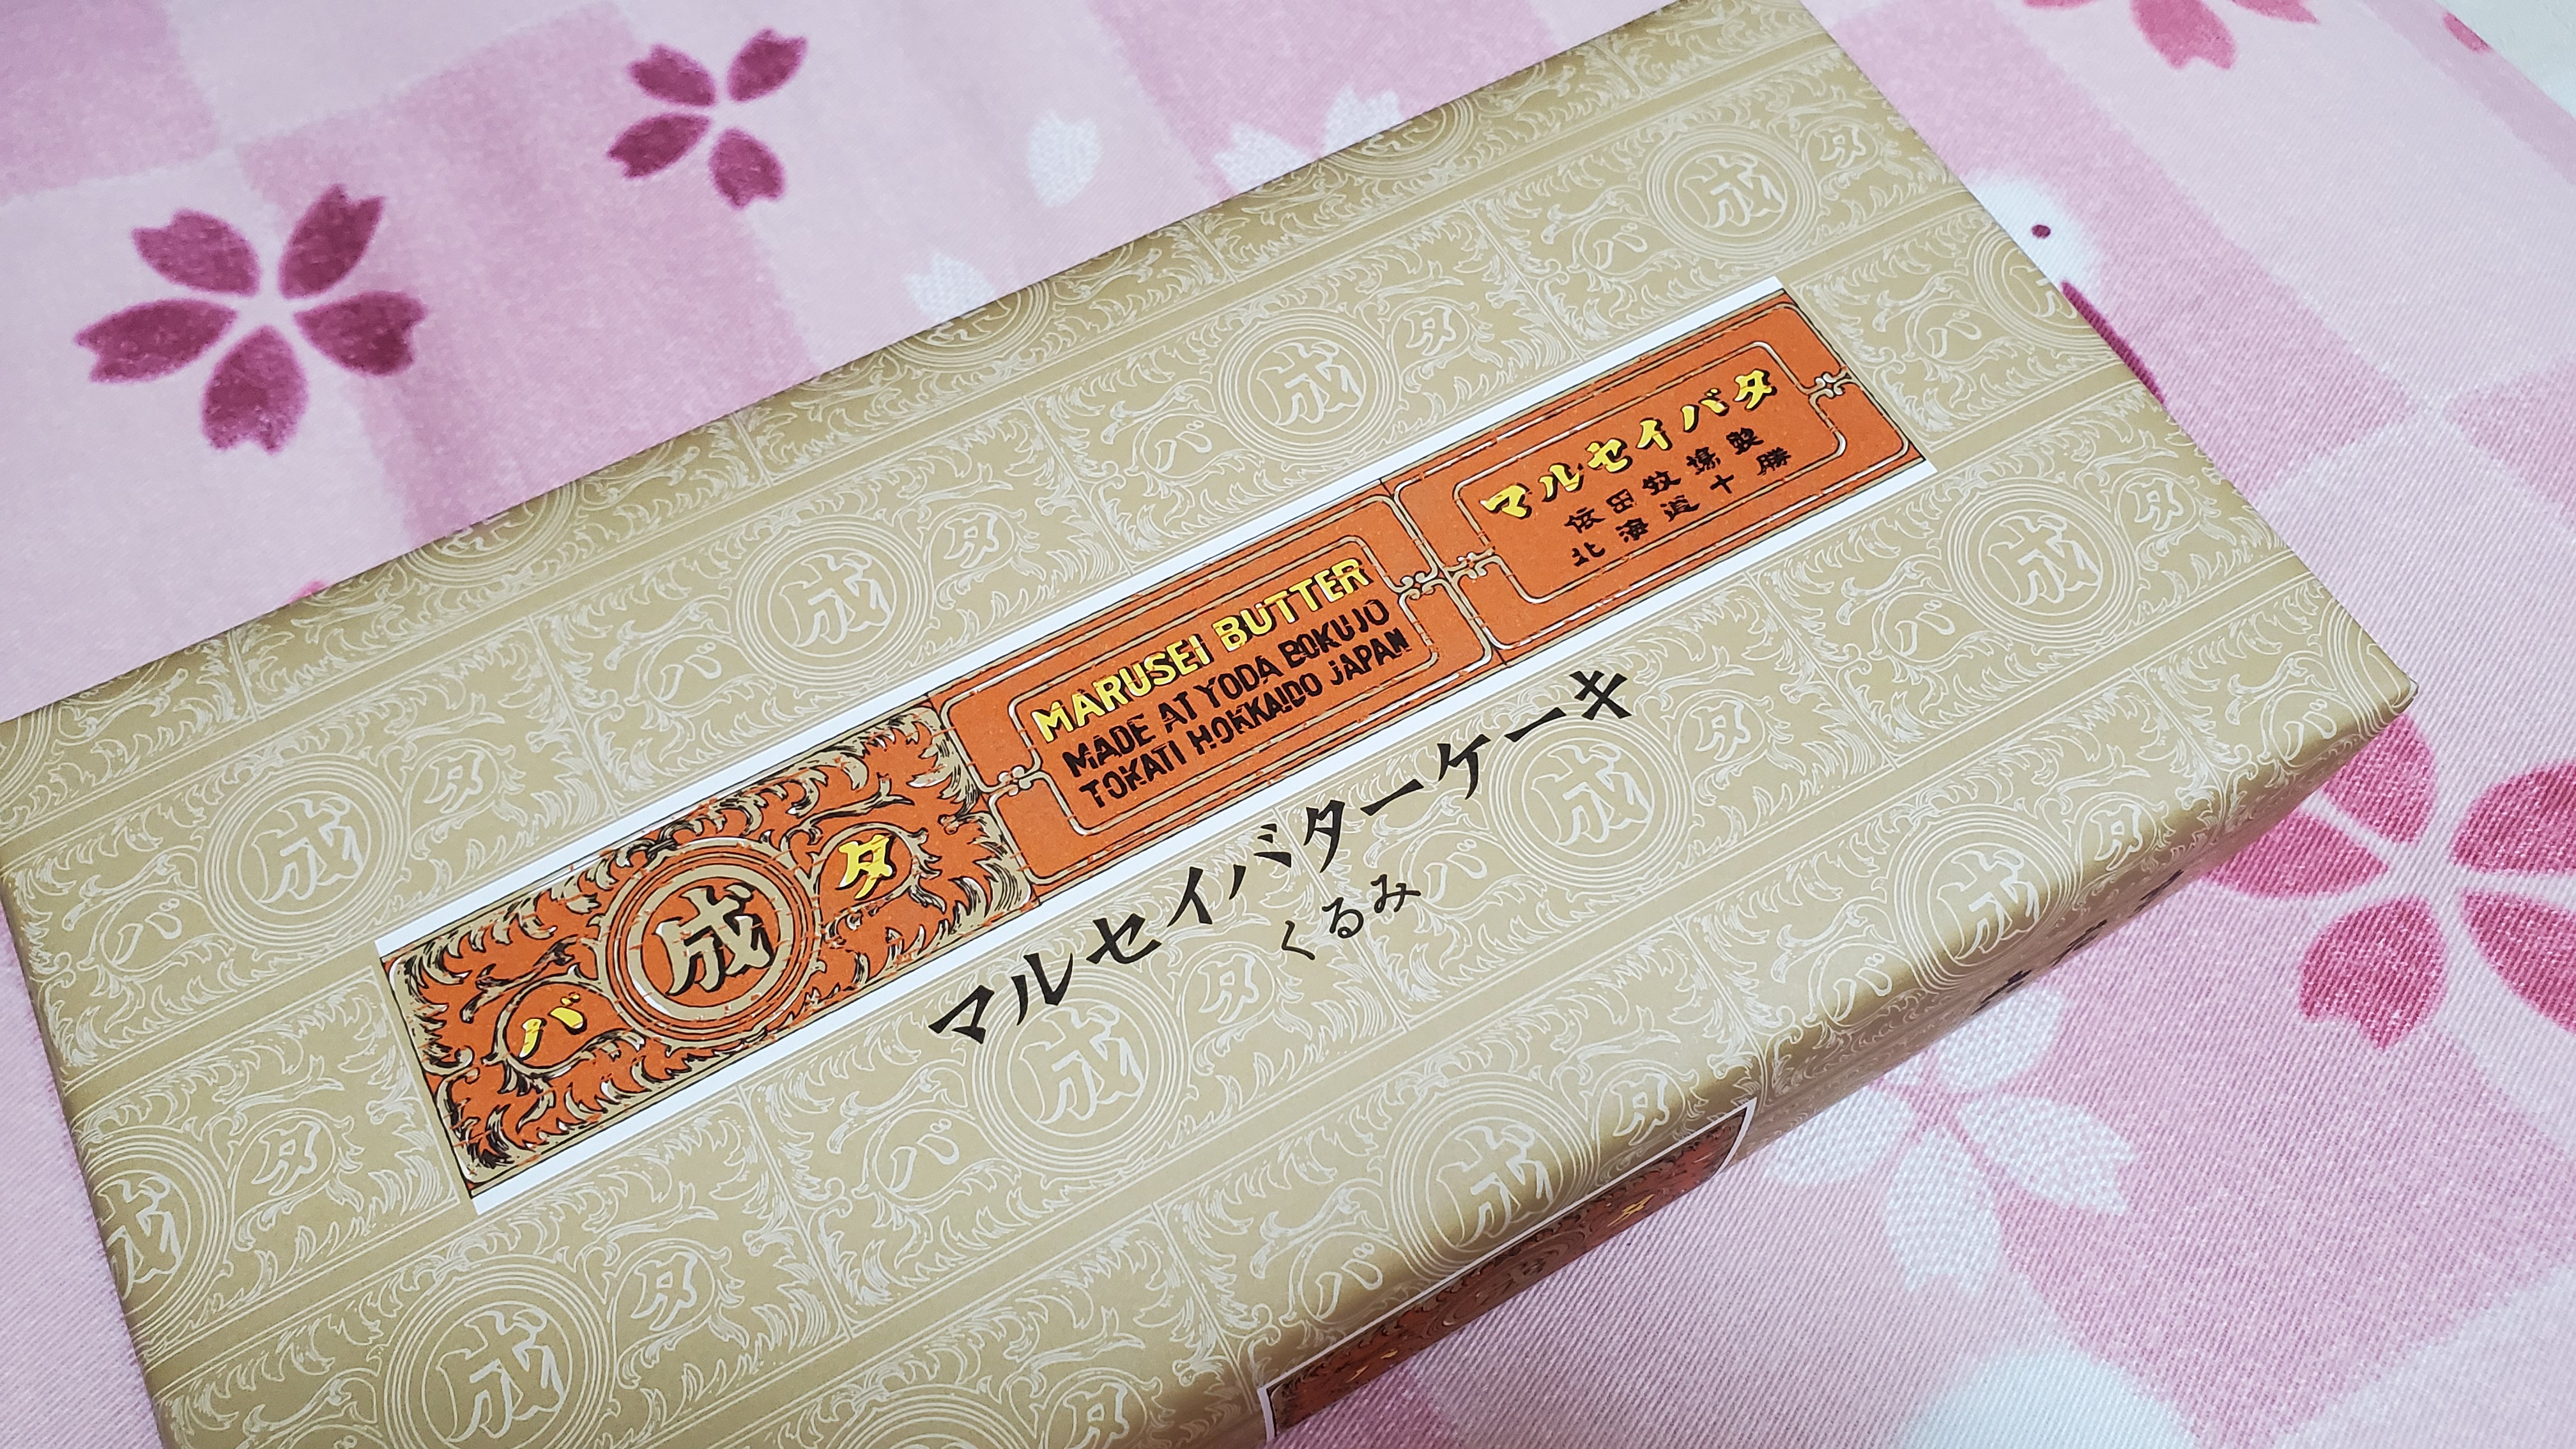 マルセイバタ
依田牧場製
北海道十勝
MARUSEI BUTTER
MADE AT YODA BOKUJO
TOKATI HOKKAIDO JAPAN
バ 成 タ
マルセイバターケーキ
くるみ